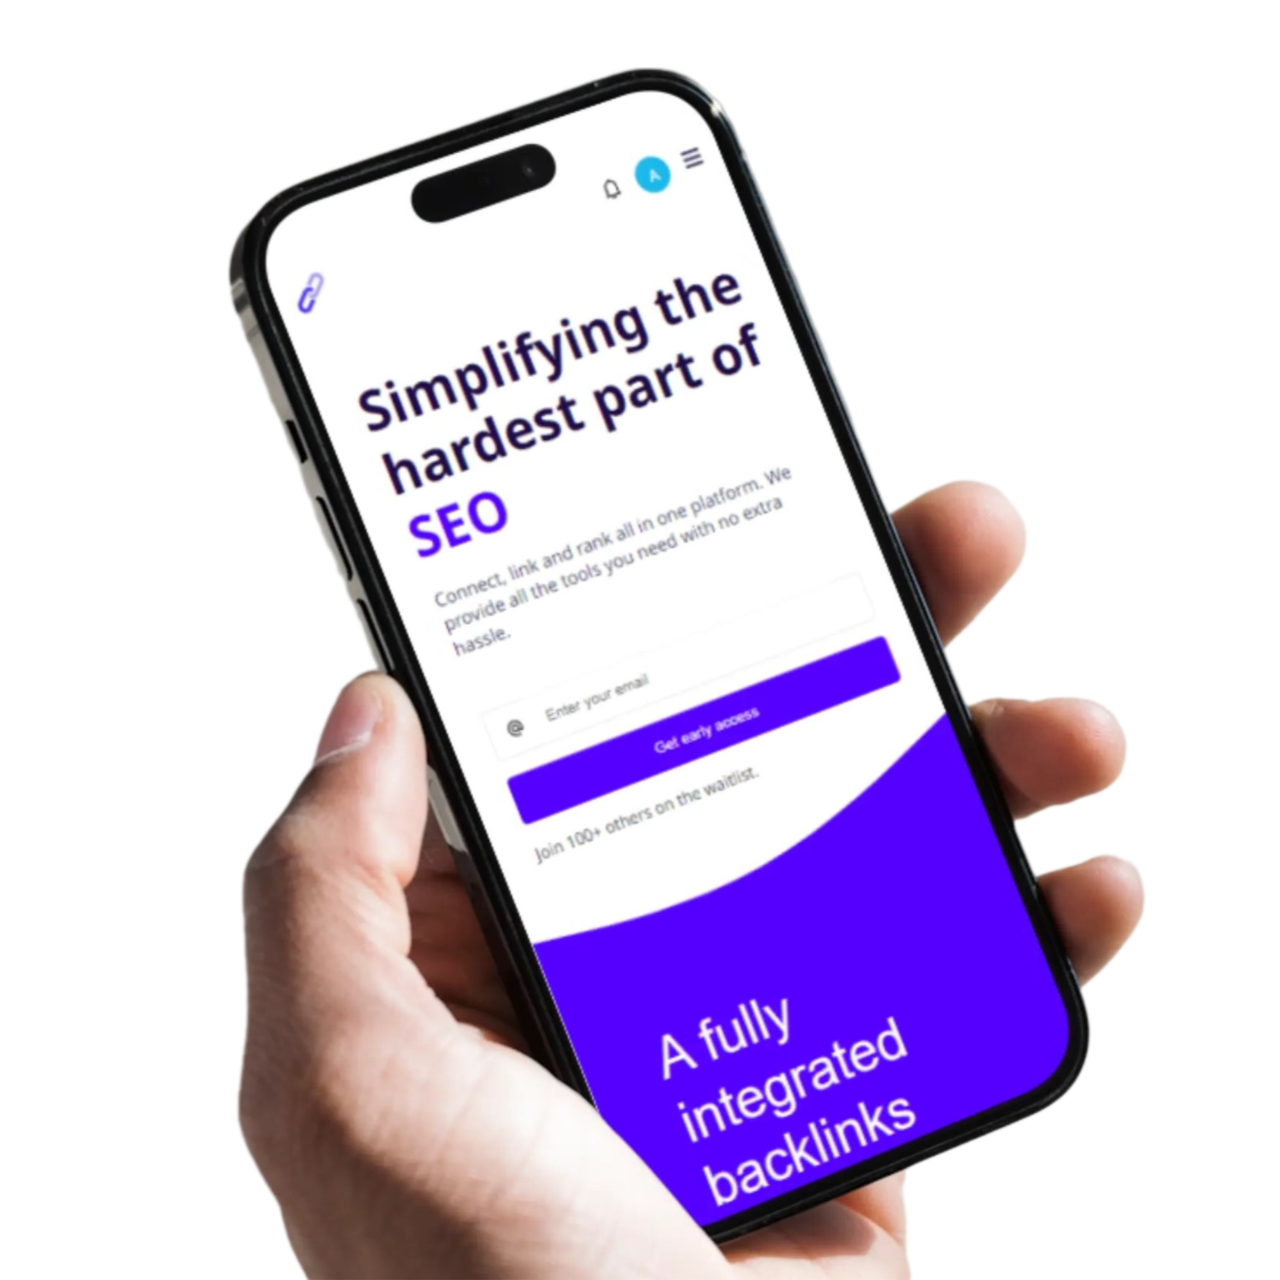 A
Simplifying the
hardest part of
SEO
Connect, link and rank all in one platform. We
provide all the tools you need with no extra
hassle.
@ Enter your email
Get early access
Join 100+ others on the waitlist.
A fully
integrated
backlinks